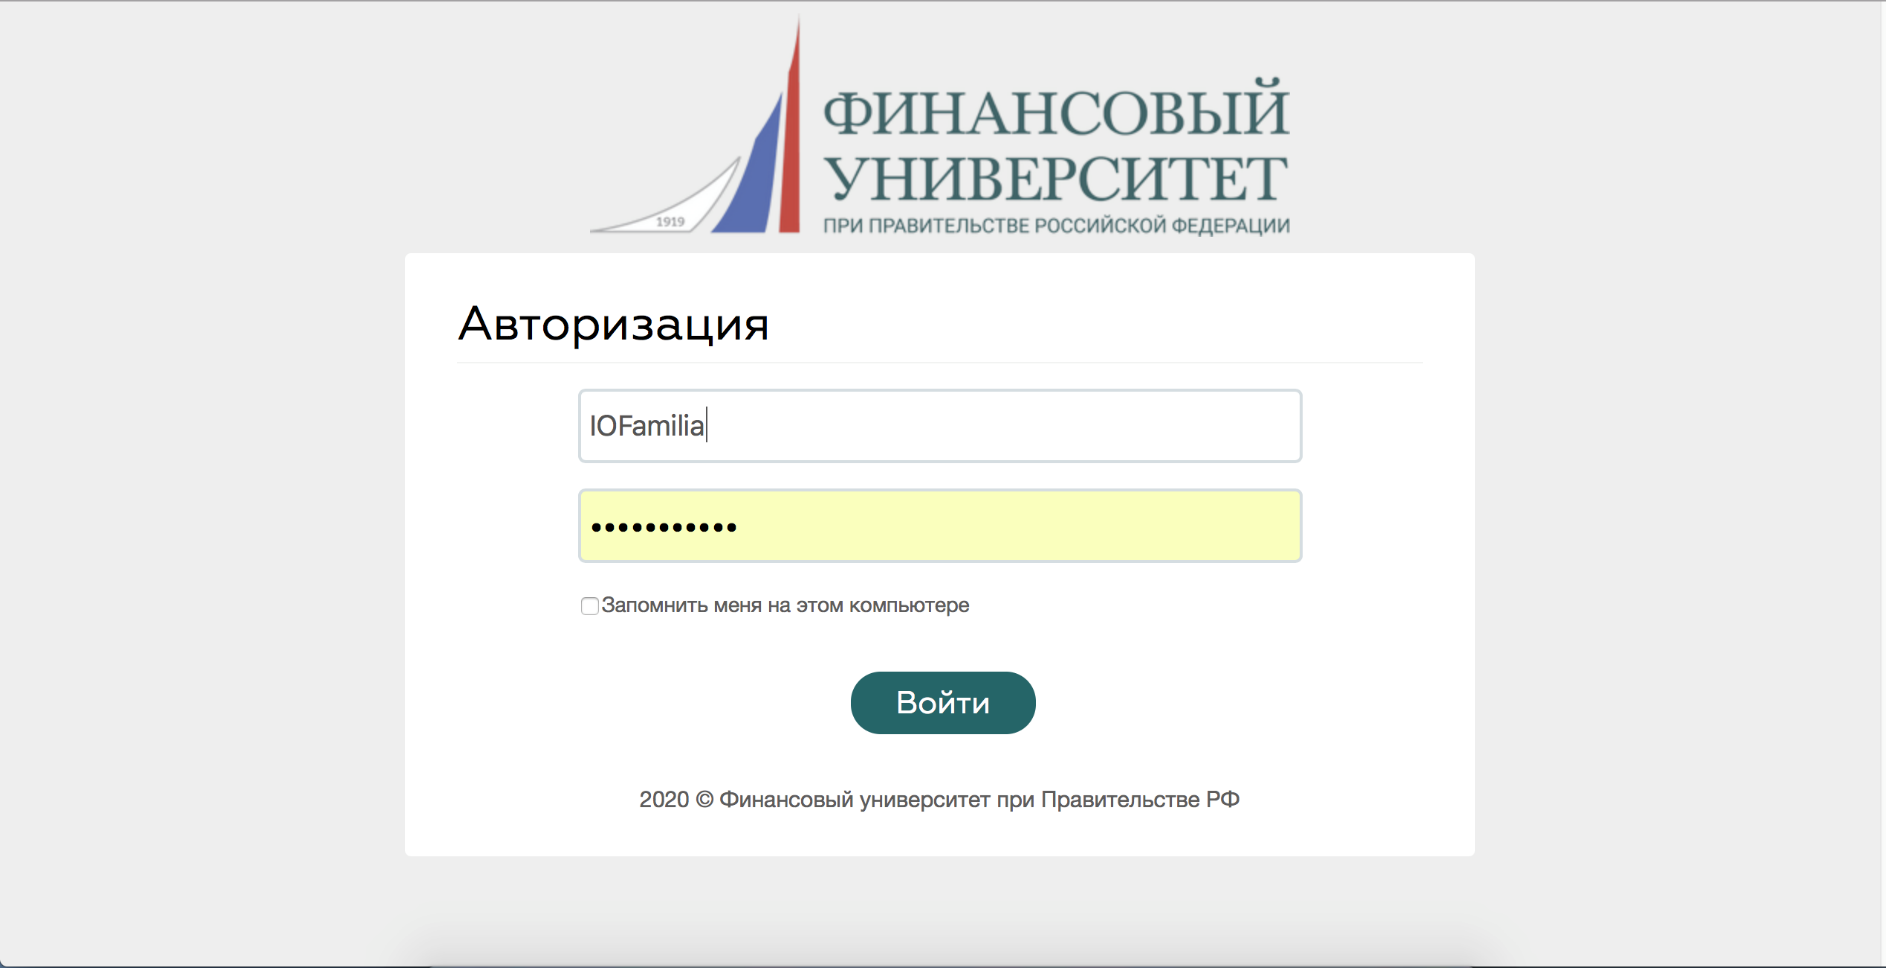 1919
ФИНАНСОВЫЙ
УНИВЕРСИТЕТ
ПРИ ПРАВИТЕЛЬСТВЕ РОССИЙСКОЙ ФЕДЕРАЦИИ
Авторизация
IOFamilia
•••••••••••
Запомнить меня на этом компьютере
Войти
2020 © Финансовый университет при Правительстве РФ